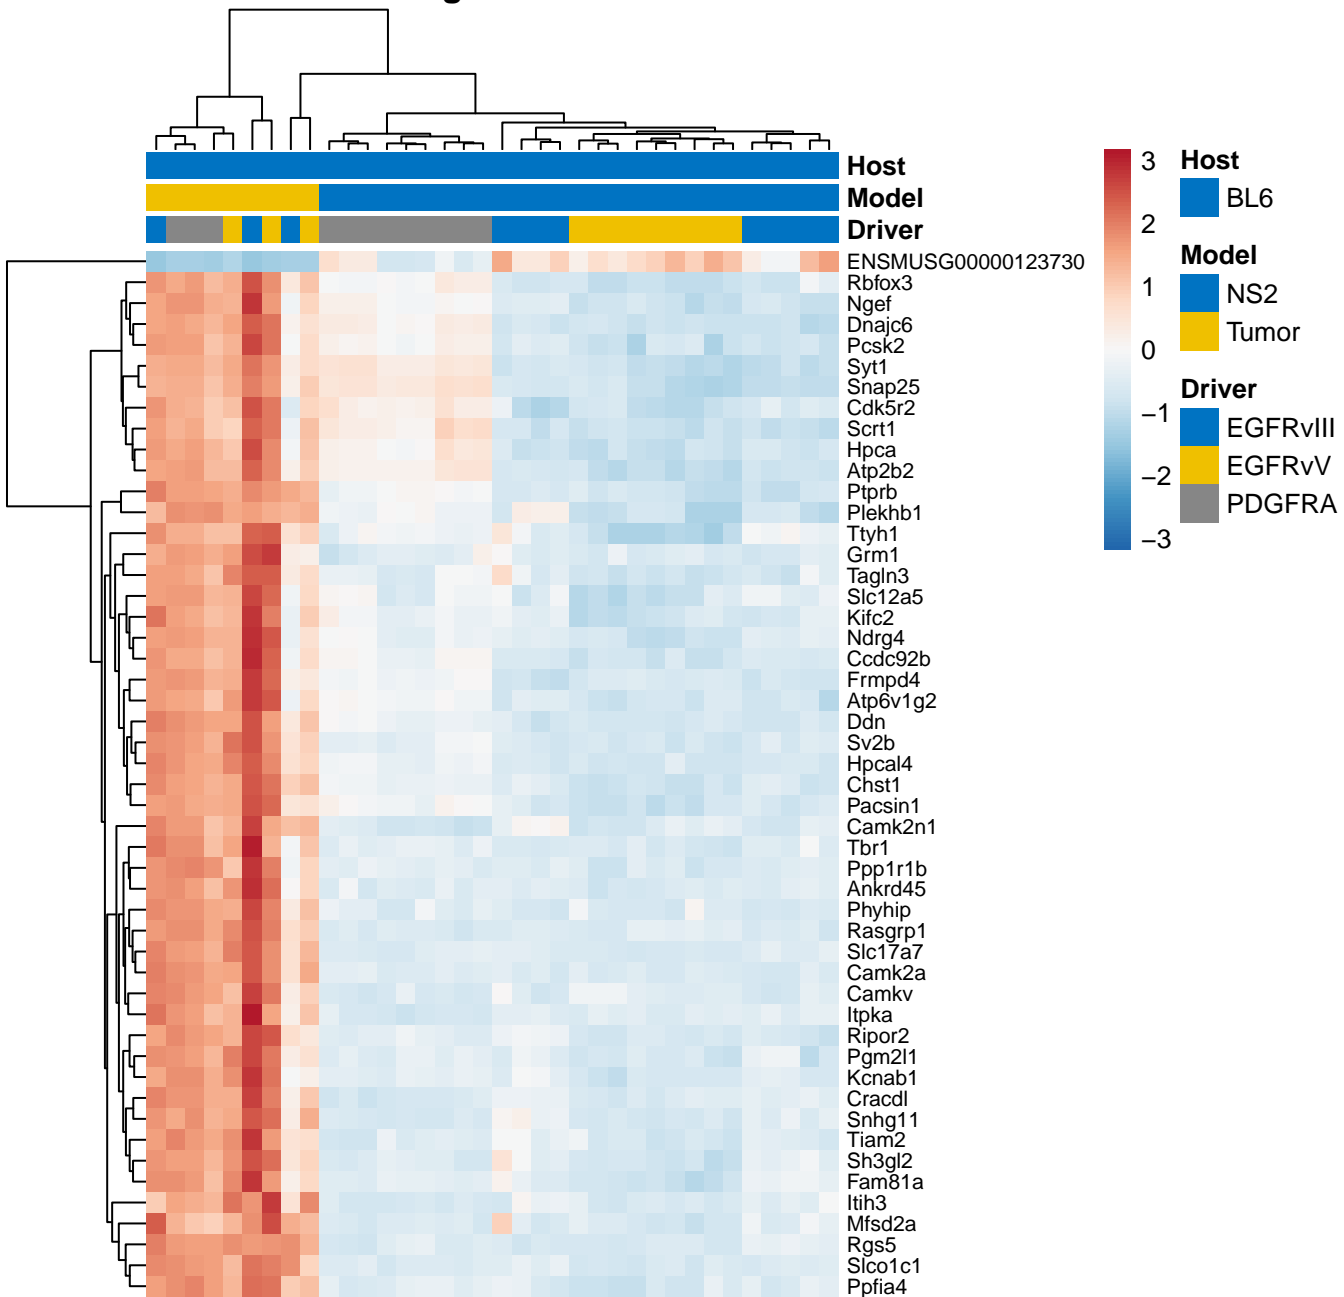 Host
Model
Driver
ENSMUSG00000123730
Rbfox3
Ngef
Dnajc6
Pcsk2
Syt1
Snap25
Cdk5r2
Scrt1
Hpca
Atp2b2
Ptprb
Plekhb1
Ttyh1
Grm1
Tagln3
Slc12a5
Kifc2
Ndrg4
Ccdc92b
Frmpd4
Atp6v1g2
Ddn
Sv2b
Hpcal4
Chst1
Pacsin1
Camk2n1
Tbr1
Ppp1r1b
Ankrd45
Phyhip
Rasgrp1
Slc17a7
Camk2a
Camkv
Itpka
Ripor2
Pgm2l1
Kcnab1
Cracdl
Snhg11
Tiam2
Sh3gl2
Fam81a
Itih3
Mfsd2a
Rgs5
Slco1c1
Ppfia4
3
2
1
0
−1
−2
−3
Host
BL6
Model
NS2
Tumor
Driver
EGFRvIII
EGFRvV
PDGFRA